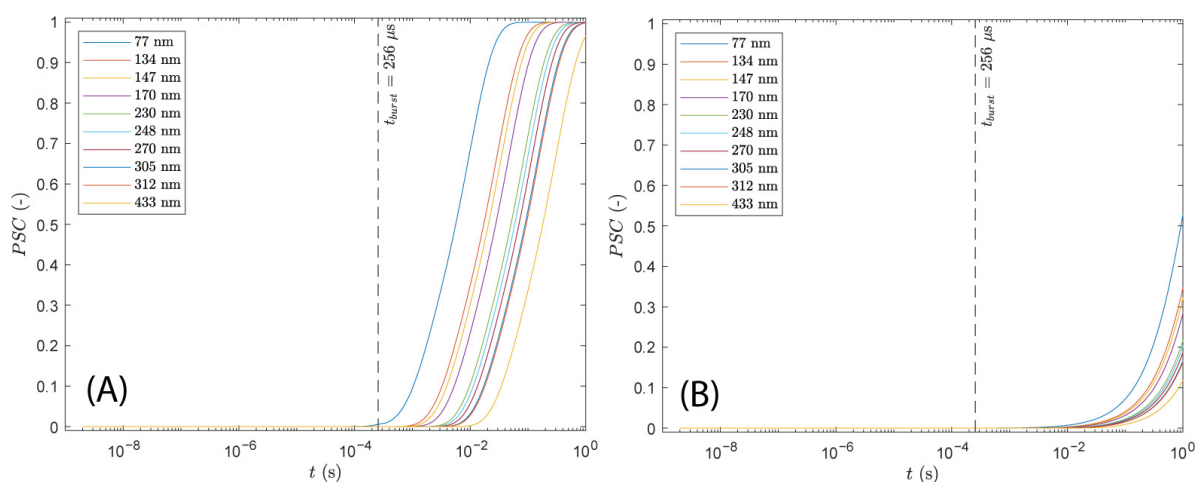 1
0.9
0.8
0.7
0.6
0.5
0.4
0.3
0.2
0.1
0
PSC (-)
77 nm
134 nm
147 nm
170 nm
230 nm
248 nm
270 nm
305 nm
312 nm
433 nm
t_burst = 256 μs
(A)
10^-8
10^-6
10^-4
10^-2
10^0
t (s)
1
0.9
0.8
0.7
0.6
0.5
0.4
0.3
0.2
0.1
0
PSC (-)
77 nm
134 nm
147 nm
170 nm
230 nm
248 nm
270 nm
305 nm
312 nm
433 nm
t_burst = 256 μs
(B)
10^-8
10^-6
10^-4
10^-2
10^0
t (s)